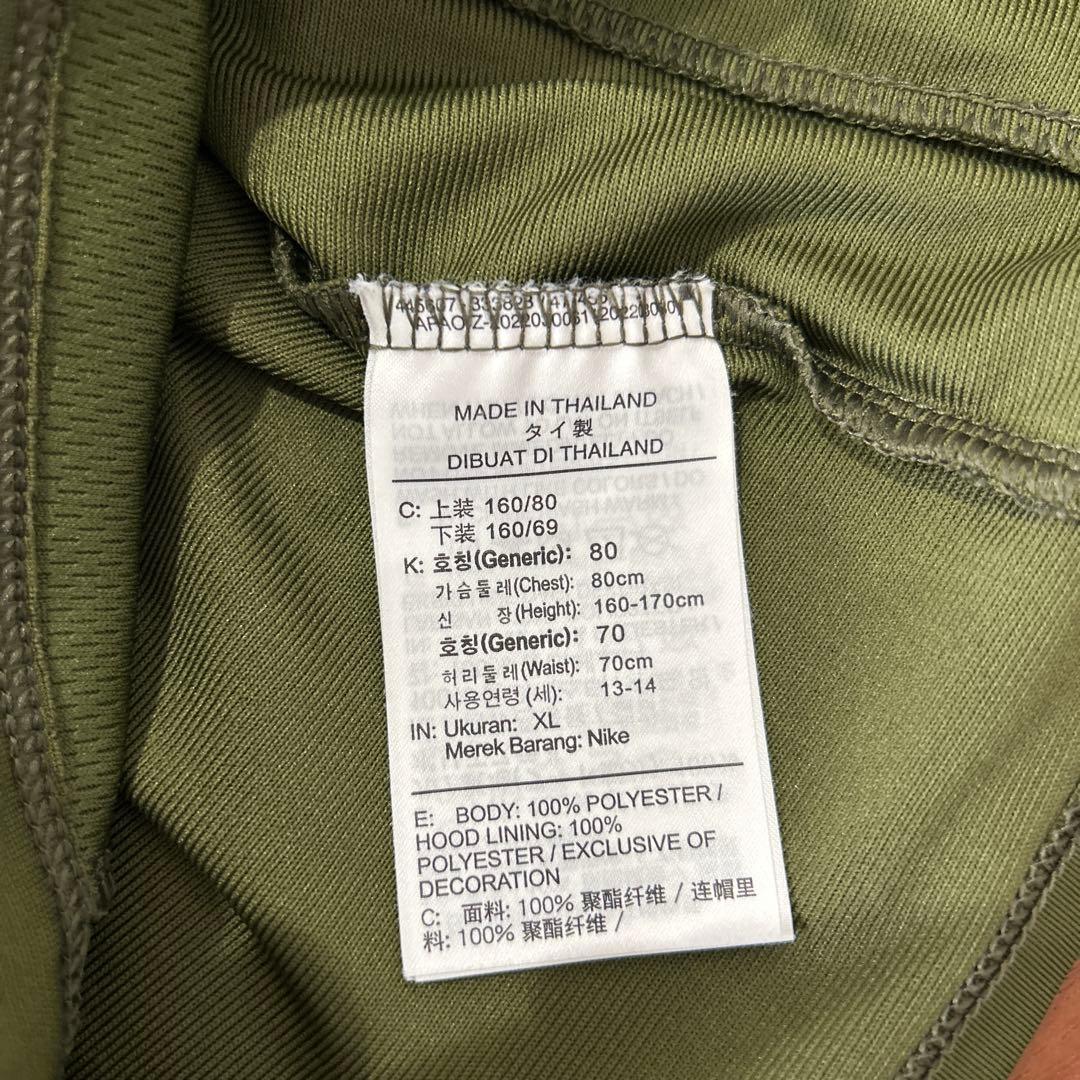 MADE IN THAILAND
タイ製
DIBUAT DI THAILAND
C: 上装 160/80
下装 160/69
K: 호칭(Generic): 80
가슴둘레(Chest): 80cm
신 장(Height): 160-170cm
호칭(Generic): 70
허리둘레(Waist): 70cm
사용연령(세): 13-14
IN: Ukuran: XL
Merek Barang: Nike
E: BODY: 100% POLYESTER /
HOOD LINING: 100%
POLYESTER / EXCLUSIVE OF
DECORATION
C: 面料: 100% 聚酯纤维 / 连帽里
料: 100% 聚酯纤维 /